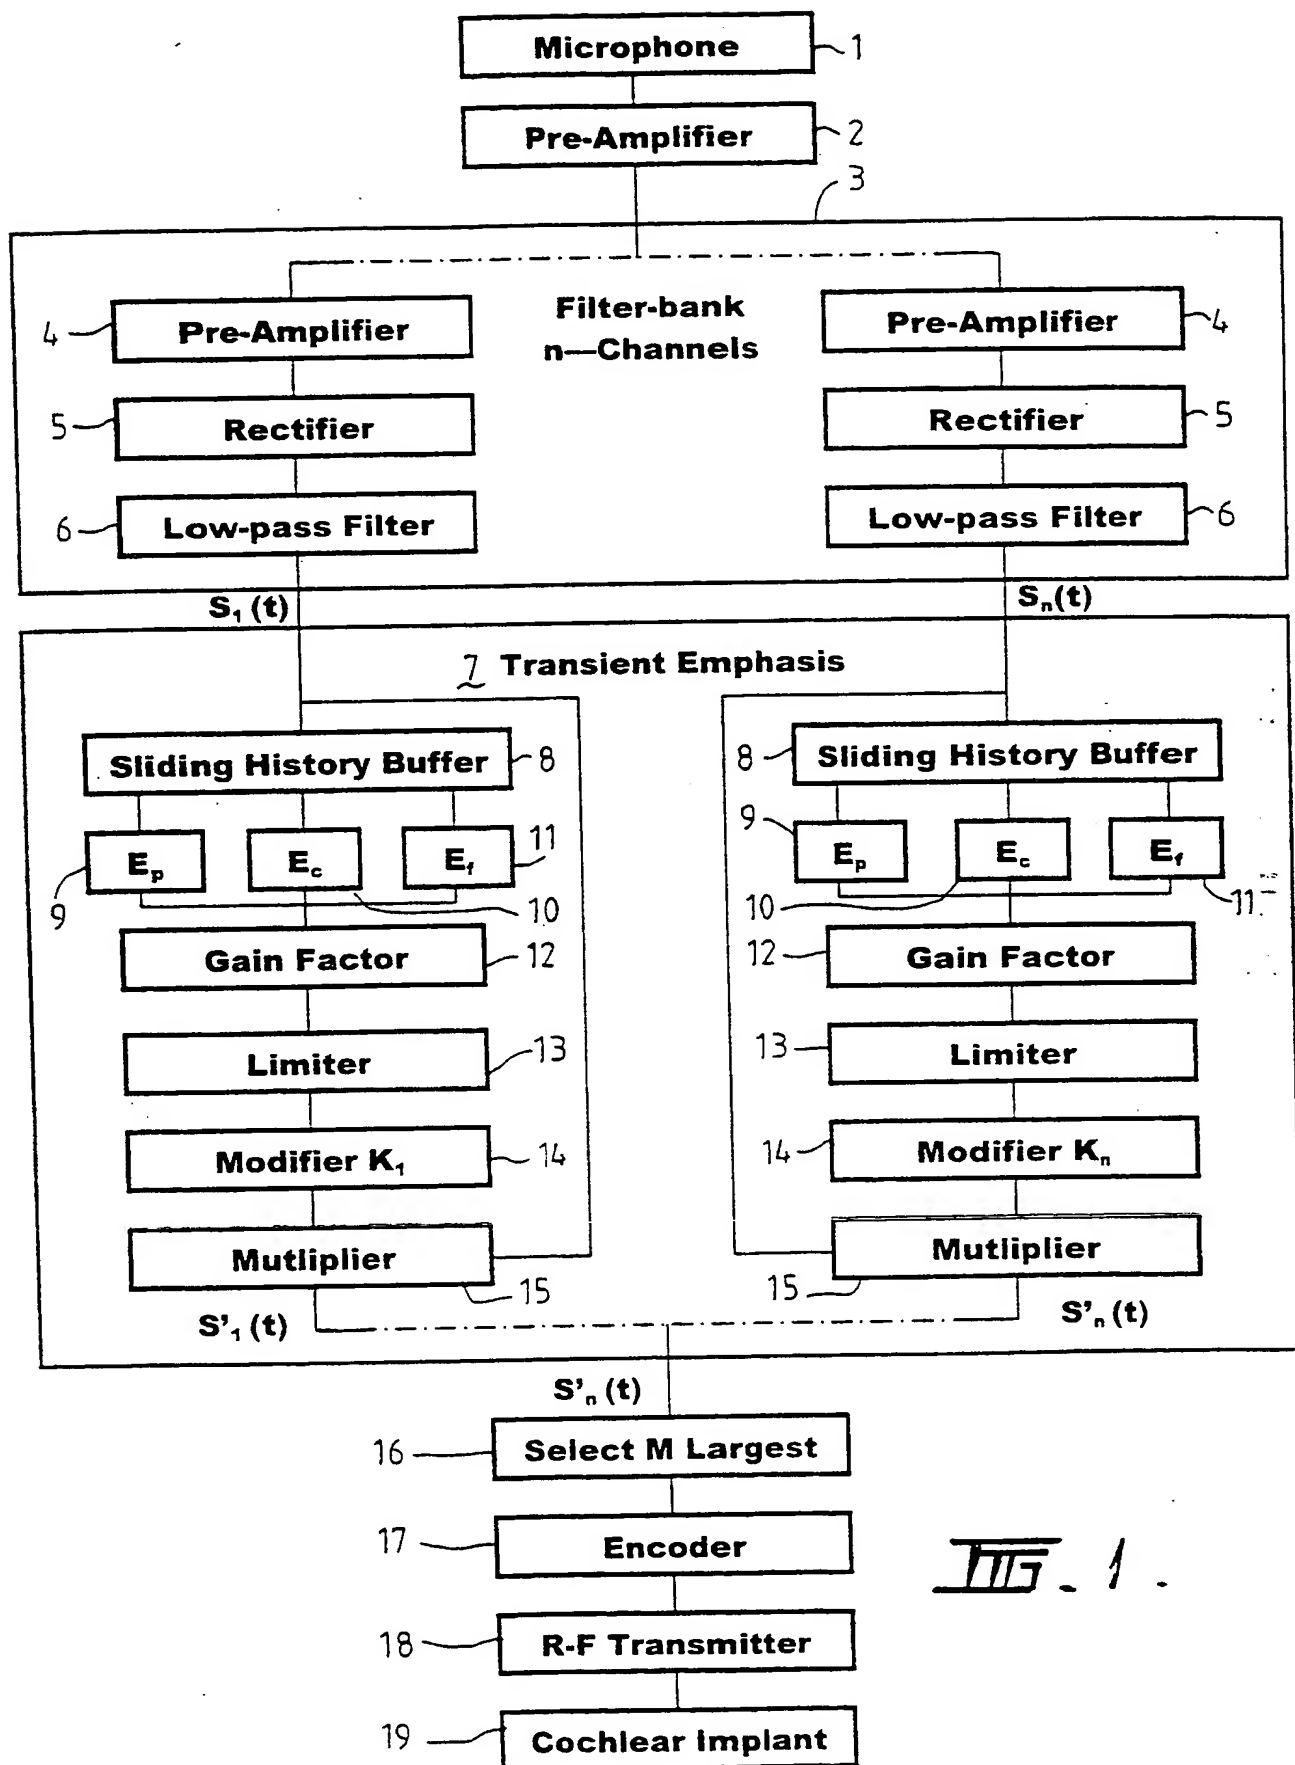 Microphone 1
Pre-Amplifier 2
3
4 Pre-Amplifier Filter-bank Pre-Amplifier 4
n—Channels
5 Rectifier Rectifier 5
6 Low-pass Filter Low-pass Filter 6
S₁ (t) Sₙ(t)
7 Transient Emphasis
Sliding History Buffer 8 8 Sliding History Buffer
9 Eₚ E꜀ 10 E_f 11 9 Eₚ 10 E꜀ E_f 11
Gain Factor 12 12 Gain Factor
Limiter 13 13 Limiter
Modifier K₁ 14 14 Modifier Kₙ
Mutliplier 15 15 Mutliplier
S'₁ (t) S'ₙ (t)
S'ₙ (t)
16 Select M Largest
17 Encoder
18 R-F Transmitter
19 Cochlear Implant
FIG. 1.